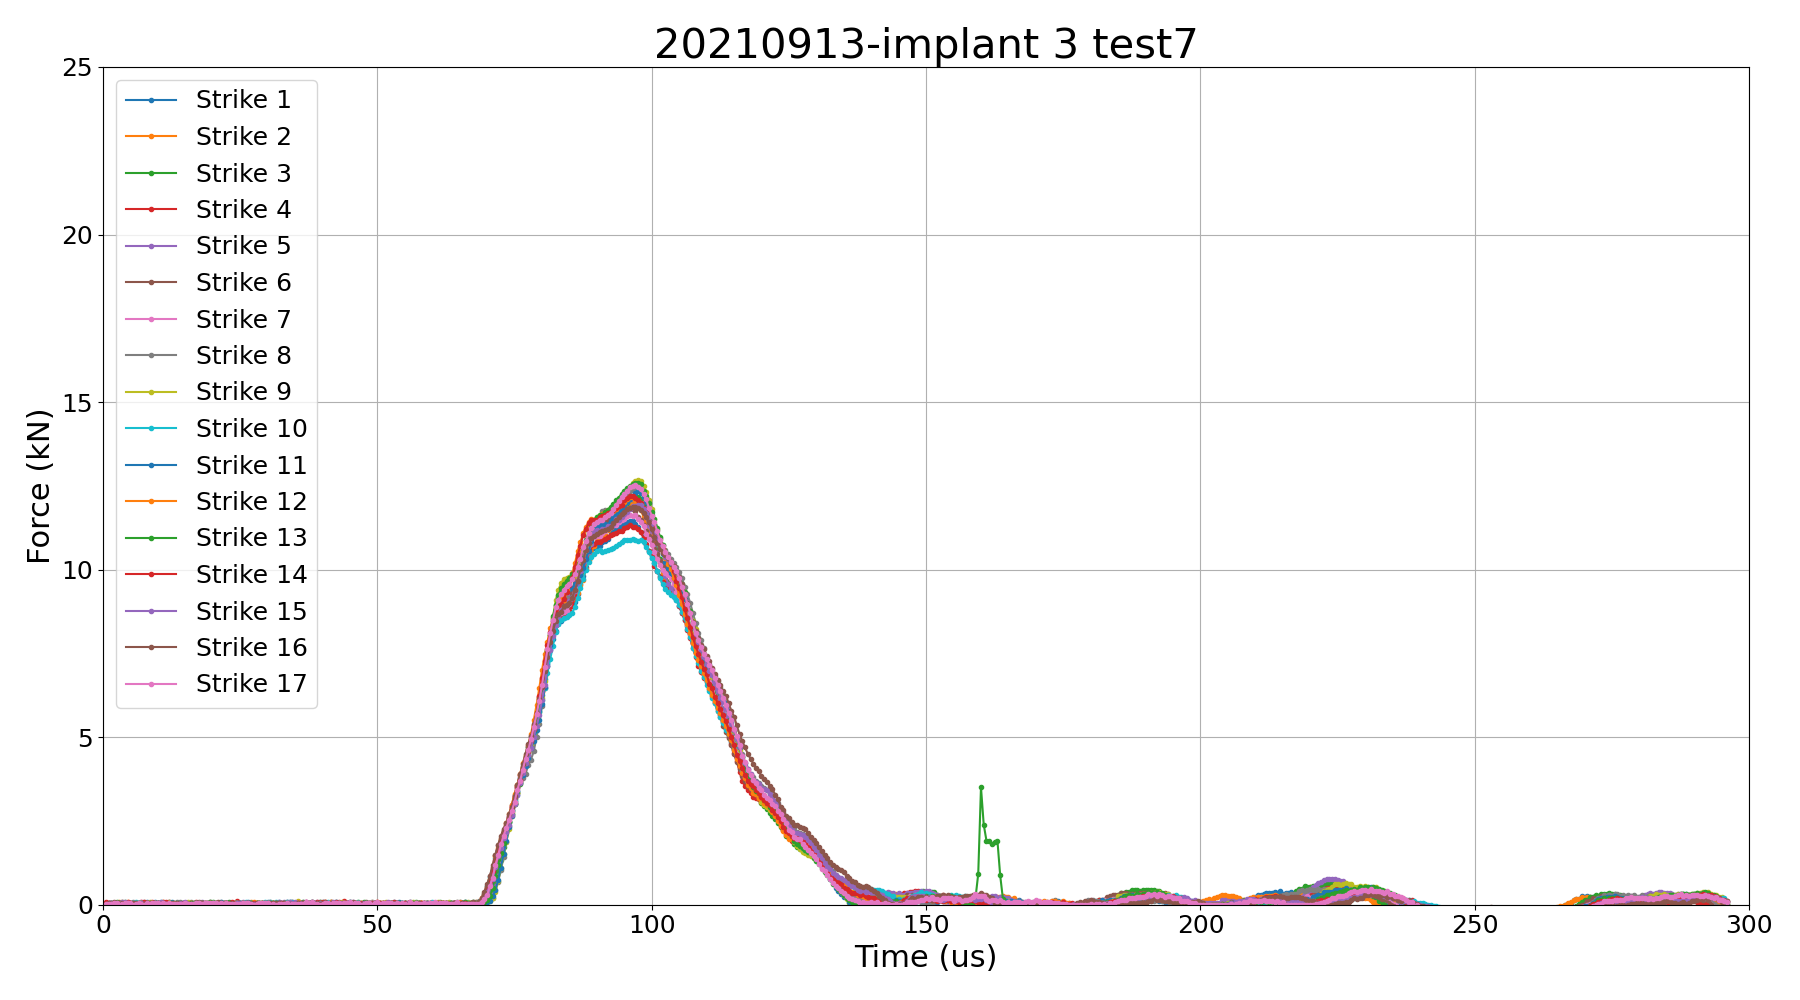 20210913-implant 3 test7
25
20
15
10
5
0
Force (kN)
Strike 1
Strike 2
Strike 3
Strike 4
Strike 5
Strike 6
Strike 7
Strike 8
Strike 9
Strike 10
Strike 11
Strike 12
Strike 13
Strike 14
Strike 15
Strike 16
Strike 17
0 50 100 150 200 250 300
Time (us)